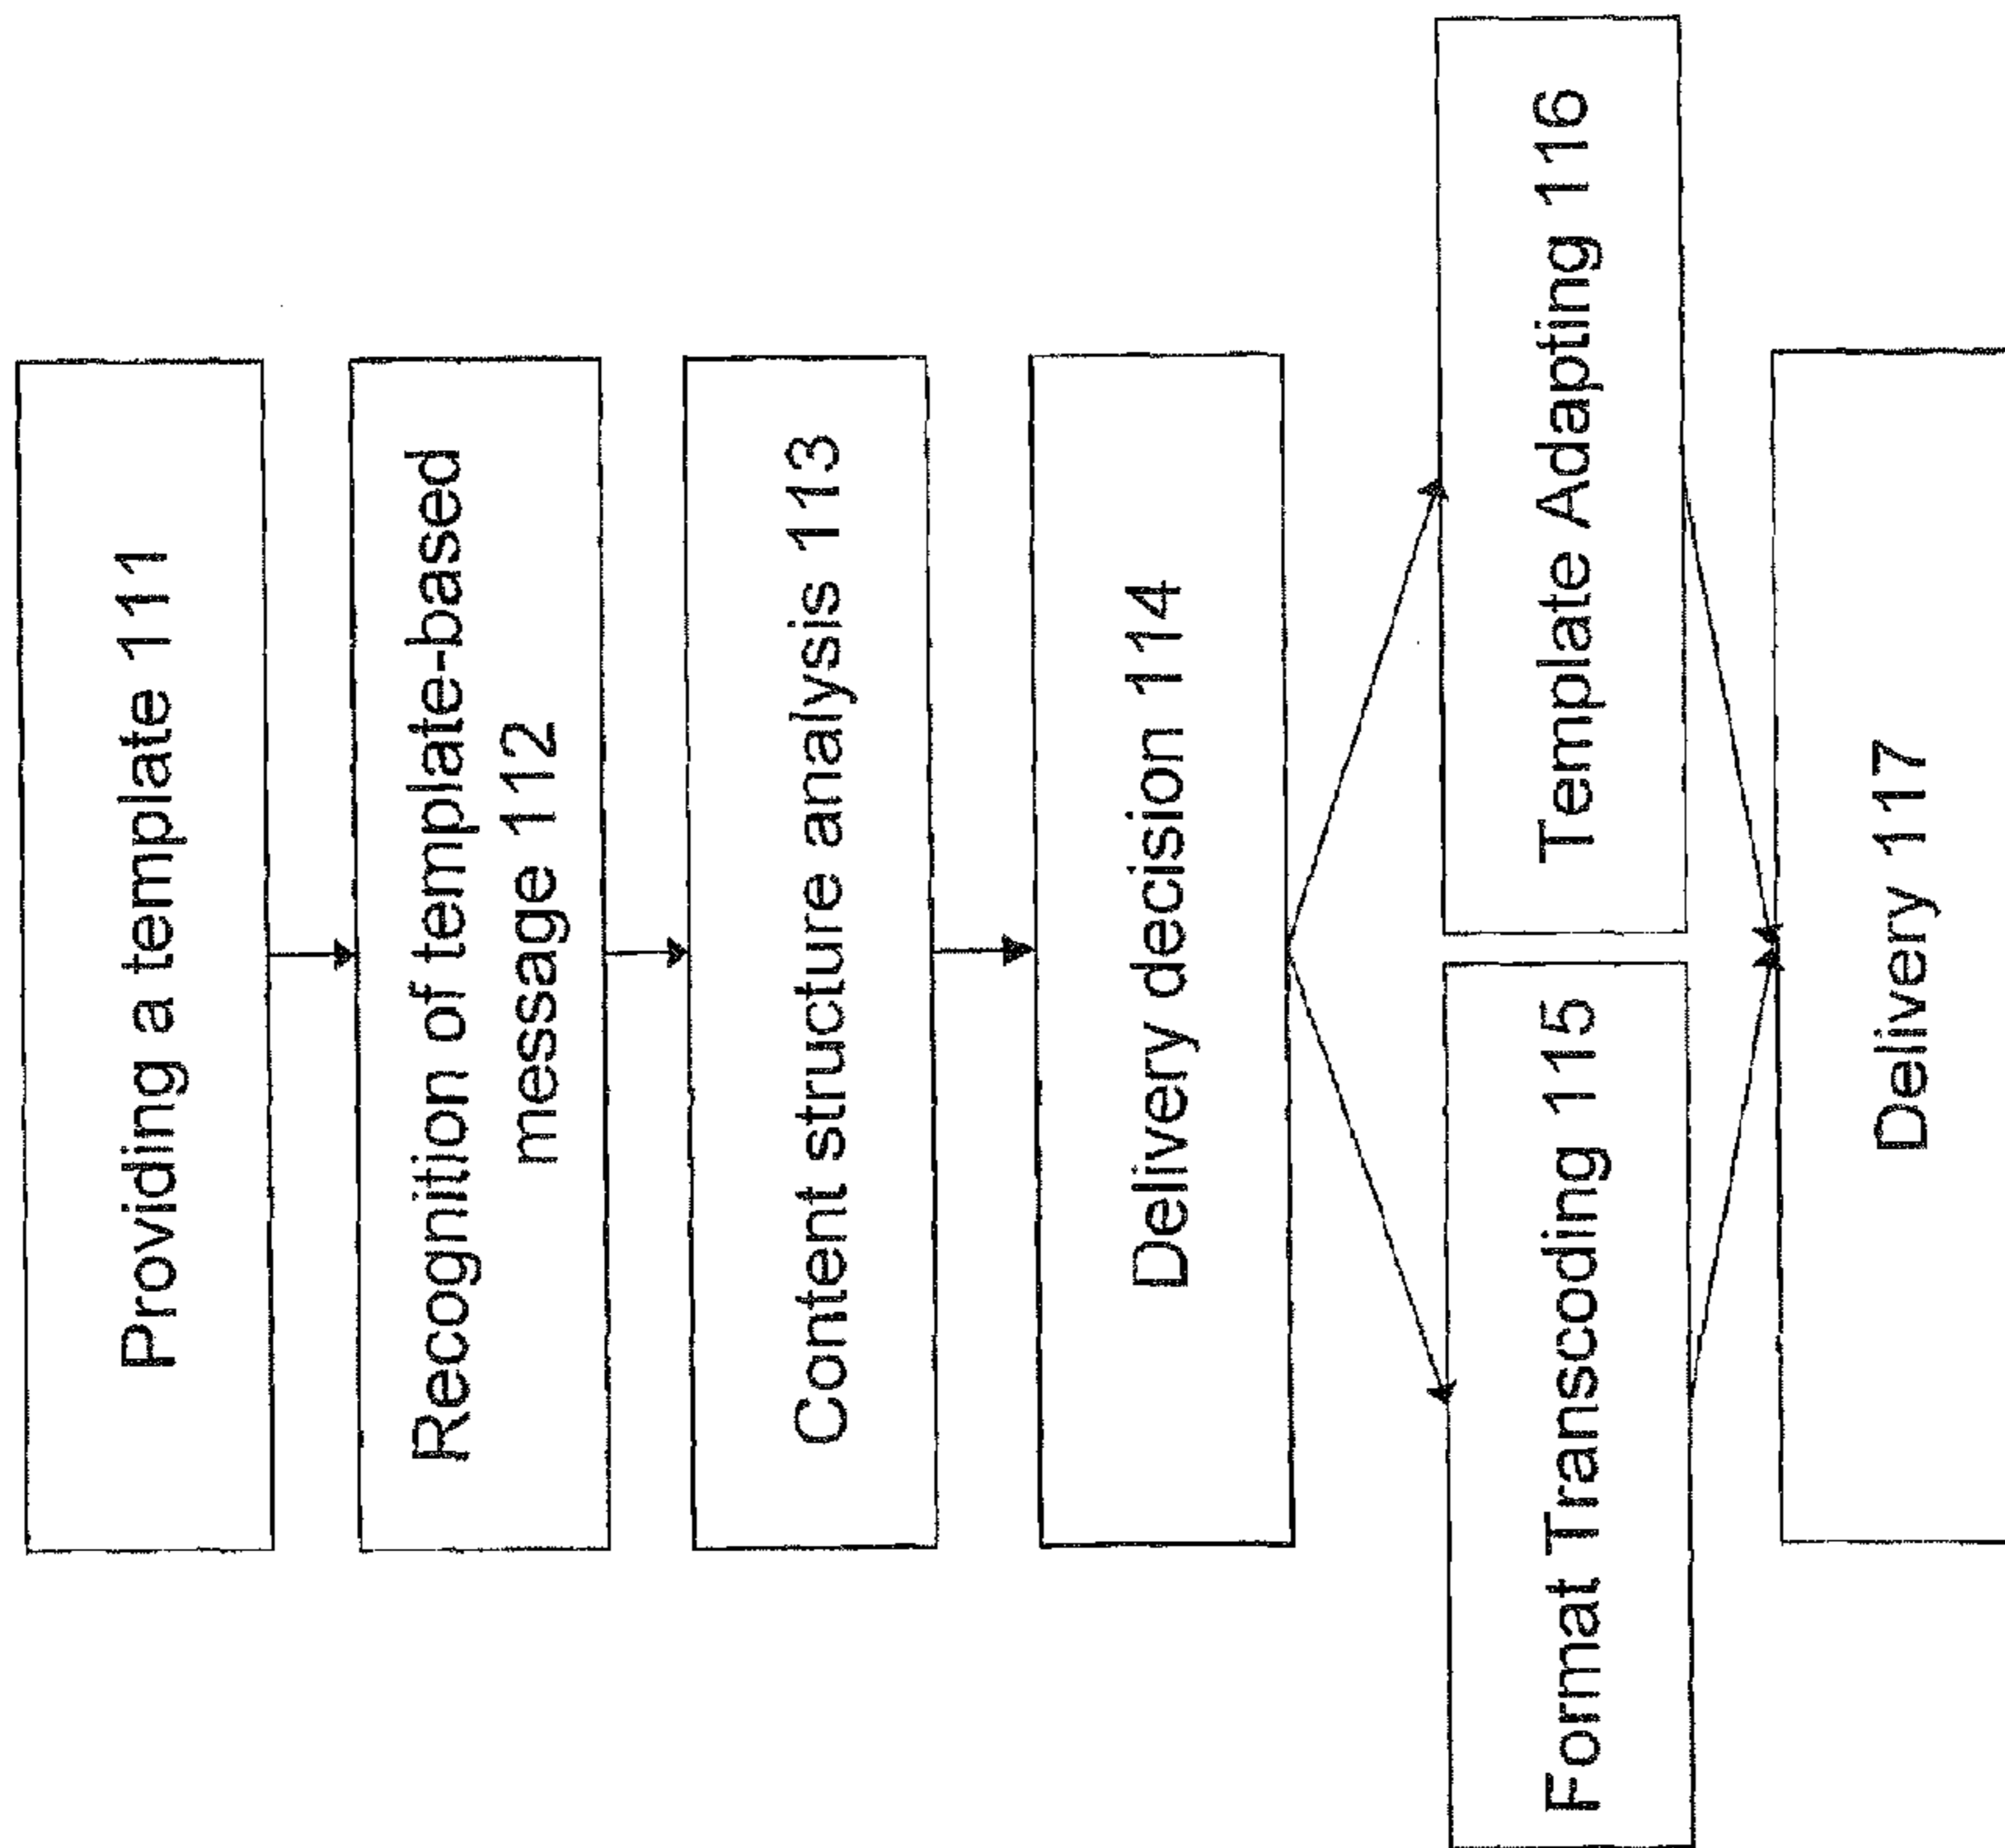 Providing a template 111
Recognition of template-based
message 112
Content structure analysis 113
Delivery decision 114
Format Transcoding 115
Template Adapting 116
Delivery 117